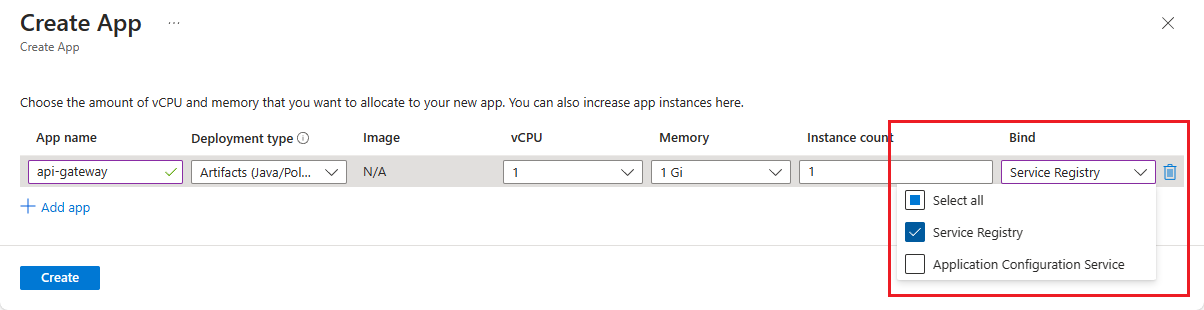 Create App ...
Create App
Choose the amount of vCPU and memory that you want to allocate to your new app. You can also increase app instances here.
App name Deployment type Image vCPU Memory Instance count Bind
api-gateway Artifacts (Java/Pol... N/A 1 1 Gi 1 Service Registry
Add app
Select all
Service Registry
Application Configuration Service
Create